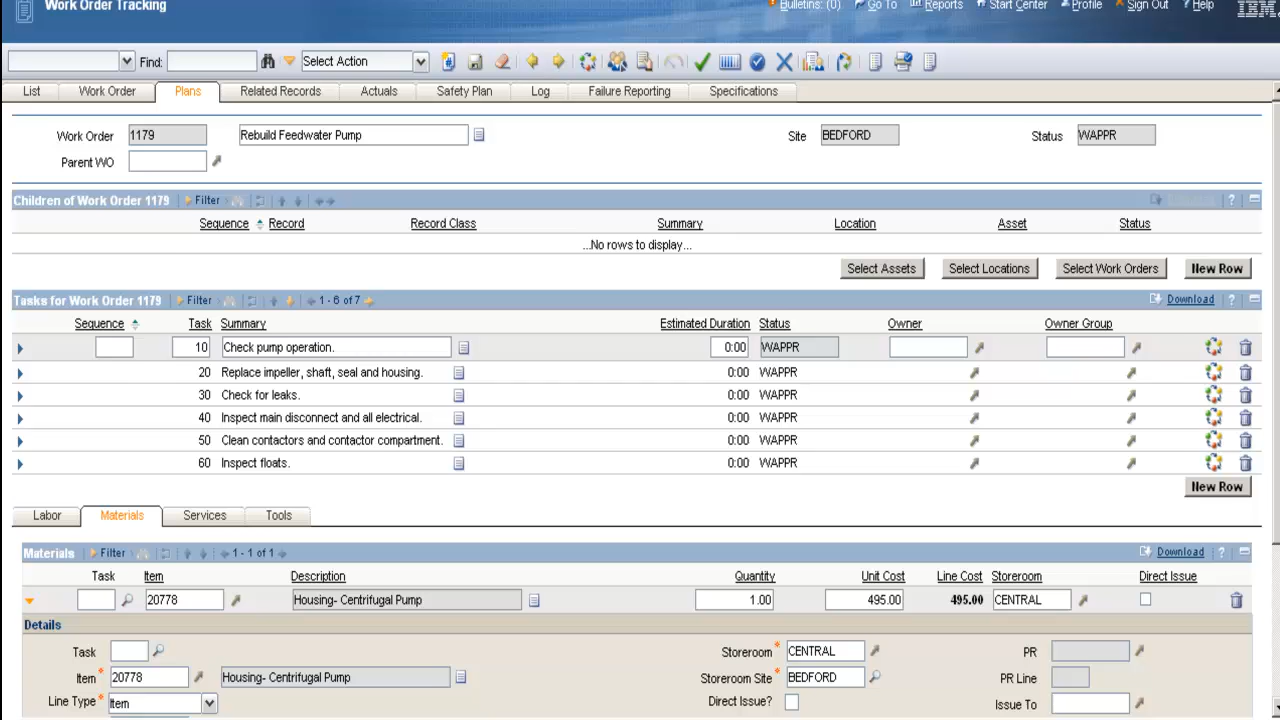 Work Order Tracking
Bulletins: (0) Go To Reports Start Center Profile Sign Out Help IBM
Find: Select Action
List Work Order Plans Related Records Actuals Safety Plan Log Failure Reporting Specifications
Work Order 1179 Rebuild Feedwater Pump Site BEDFORD Status WAPPR
Parent WO
Children of Work Order 1179 Filter ?
Sequence Record Record Class Summary Location Asset Status
...No rows to display...
Select Assets Select Locations Select Work Orders New Row
Tasks for Work Order 1179 Filter 1 - 6 of 7 Download ?
Sequence Task Summary Estimated Duration Status Owner Owner Group
10 Check pump operation. 0:00 WAPPR
20 Replace impeller, shaft, seal and housing. 0:00 WAPPR
30 Check for leaks. 0:00 WAPPR
40 Inspect main disconnect and all electrical. 0:00 WAPPR
50 Clean contactors and contactor compartment. 0:00 WAPPR
60 Inspect floats. 0:00 WAPPR
New Row
Labor Materials Services Tools
Materials Filter 1 - 1 of 1 Download ?
Task Item Description Quantity Unit Cost Line Cost Storeroom Direct Issue
20778 Housing- Centrifugal Pump 1.00 495.00 495.00 CENTRAL
Details
Task Storeroom * CENTRAL PR
Item * 20778 Housing- Centrifugal Pump Storeroom Site * BEDFORD PR Line
Line Type * Item Direct Issue? Issue To